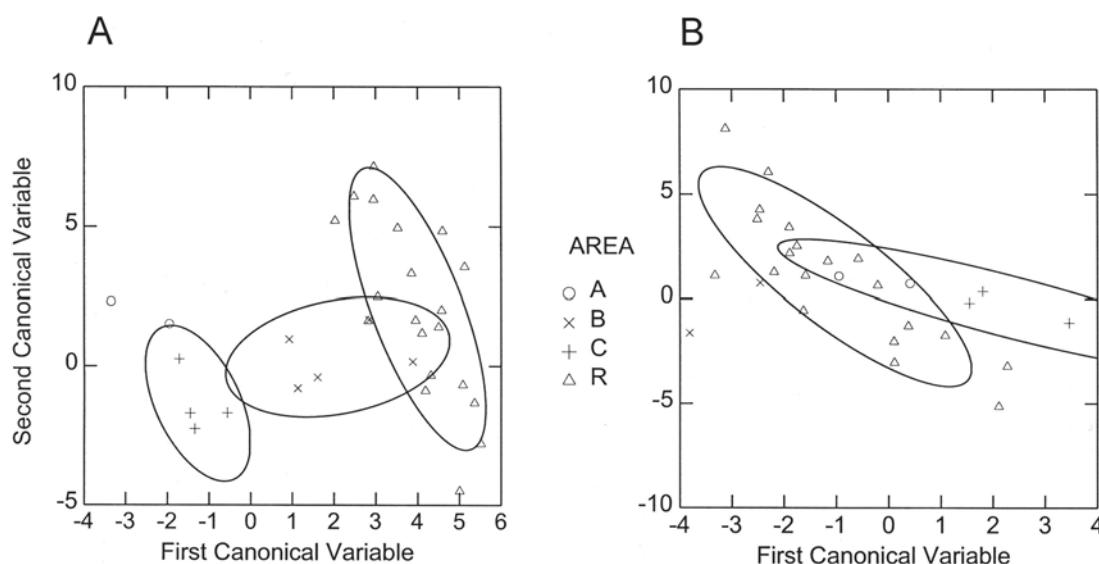 A
10
5
0
-5
Second Canonical Variable
-4 -3 -2 -1 0 1 2 3 4 5 6
First Canonical Variable
AREA
A
B
C
R
B
10
5
0
-5
-10
-4 -3 -2 -1 0 1 2 3 4
First Canonical Variable